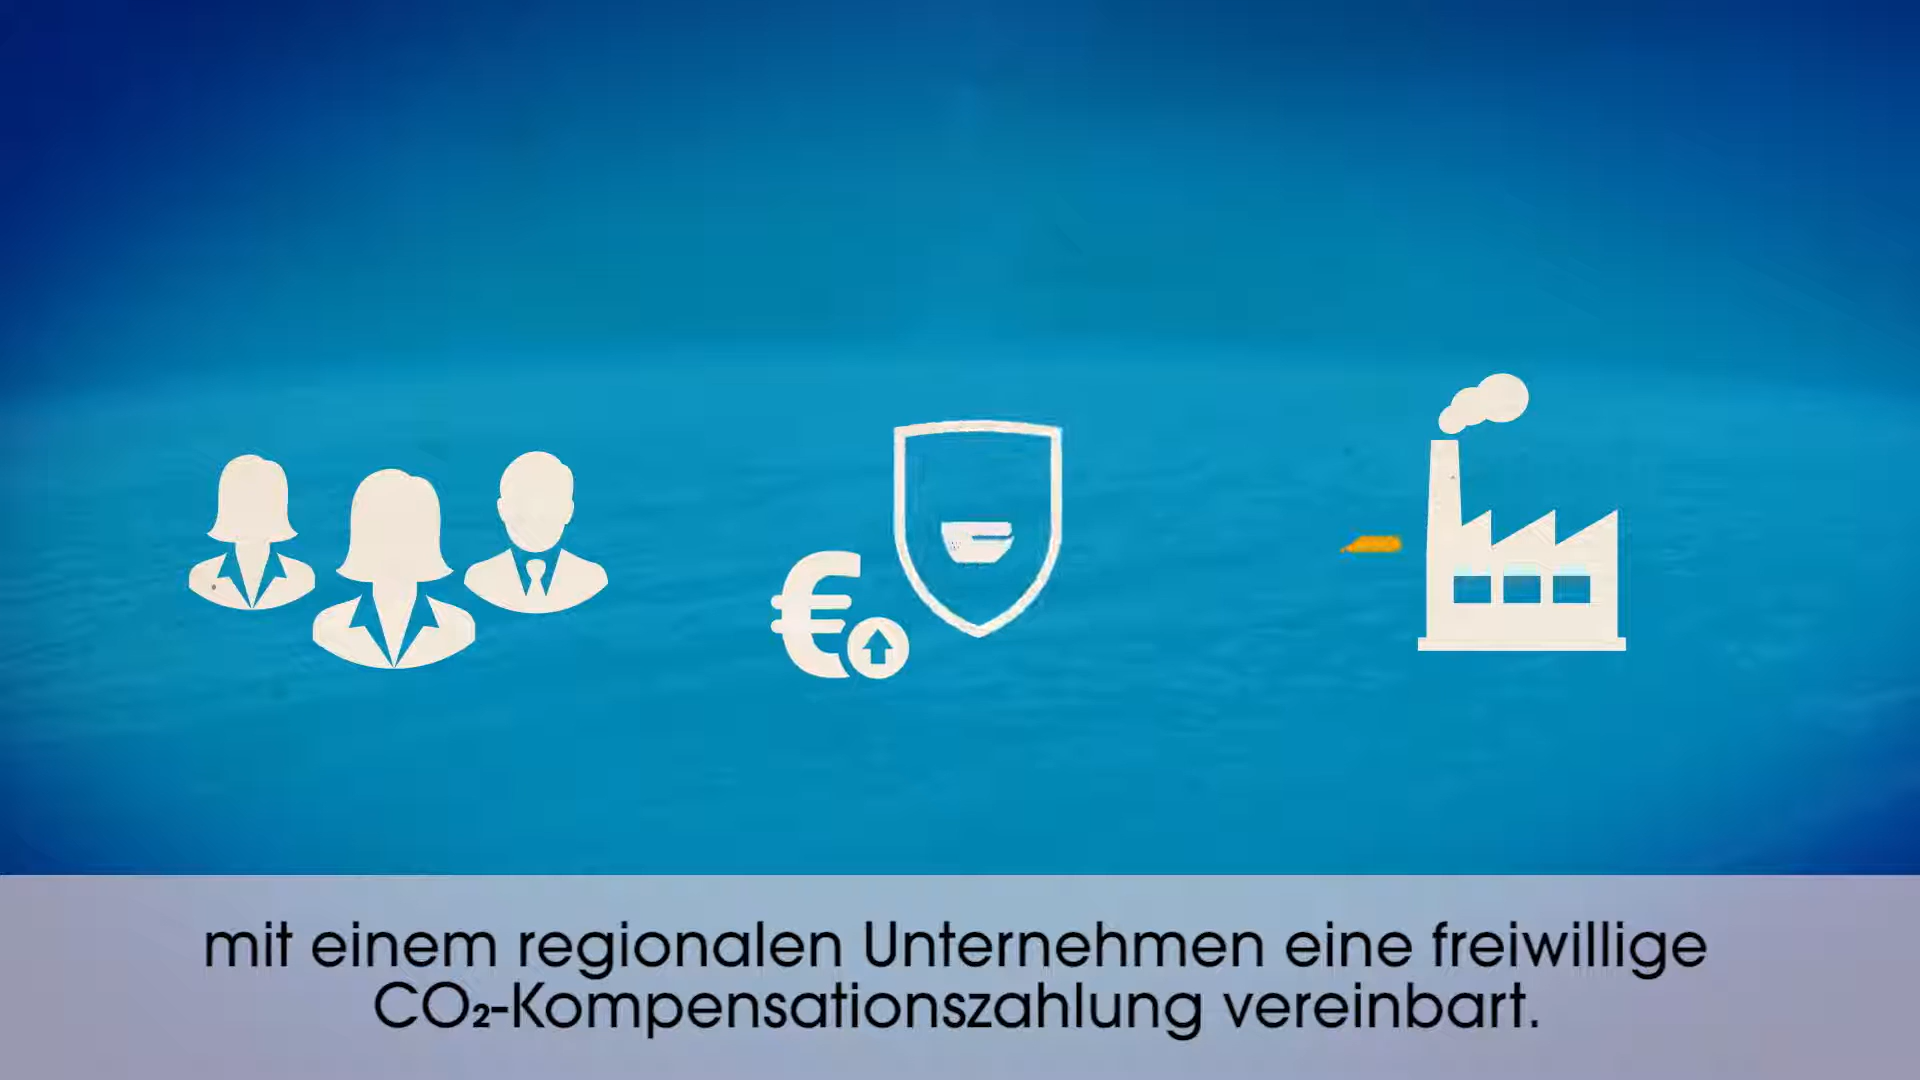 €
mit einem regionalen Unternehmen eine freiwillige
CO₂-Kompensationszahlung vereinbart.